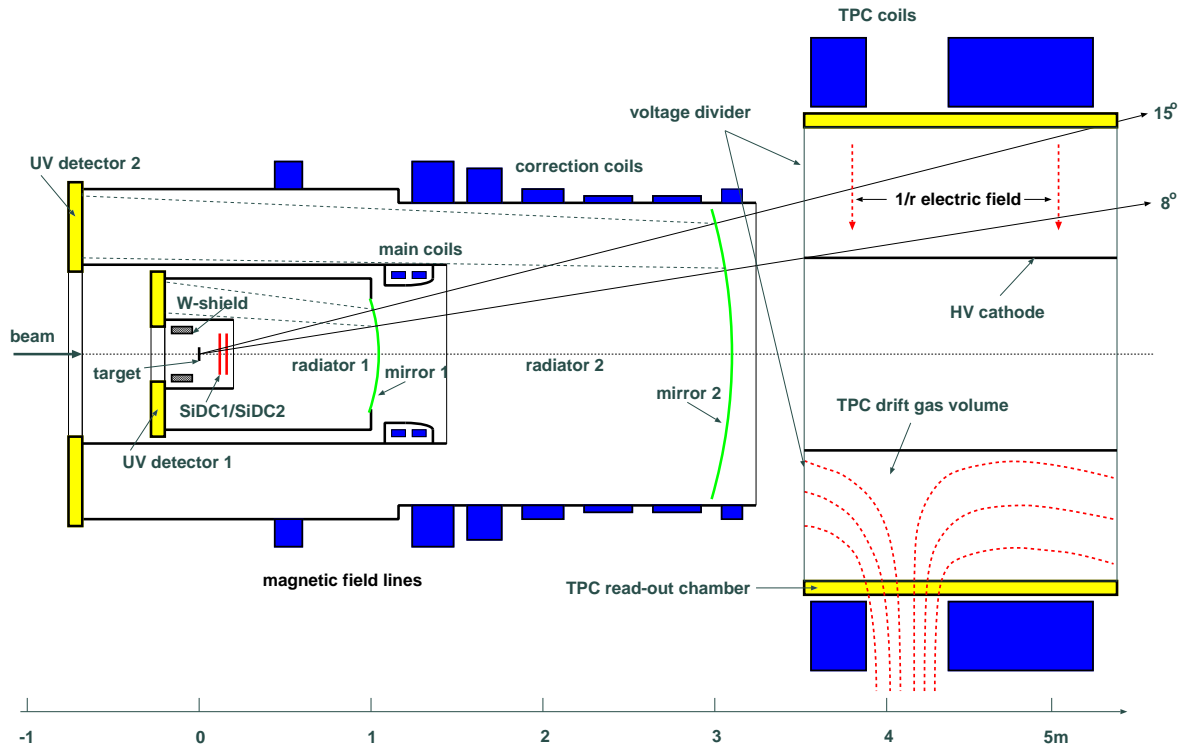 TPC coils
voltage divider
15°
UV detector 2
correction coils
1/r electric field
8°
main coils
W-shield
HV cathode
beam
target
radiator 1
mirror 1
radiator 2
mirror 2
SiDC1/SiDC2
TPC drift gas volume
UV detector 1
magnetic field lines
TPC read-out chamber
-1 0 1 2 3 4 5m